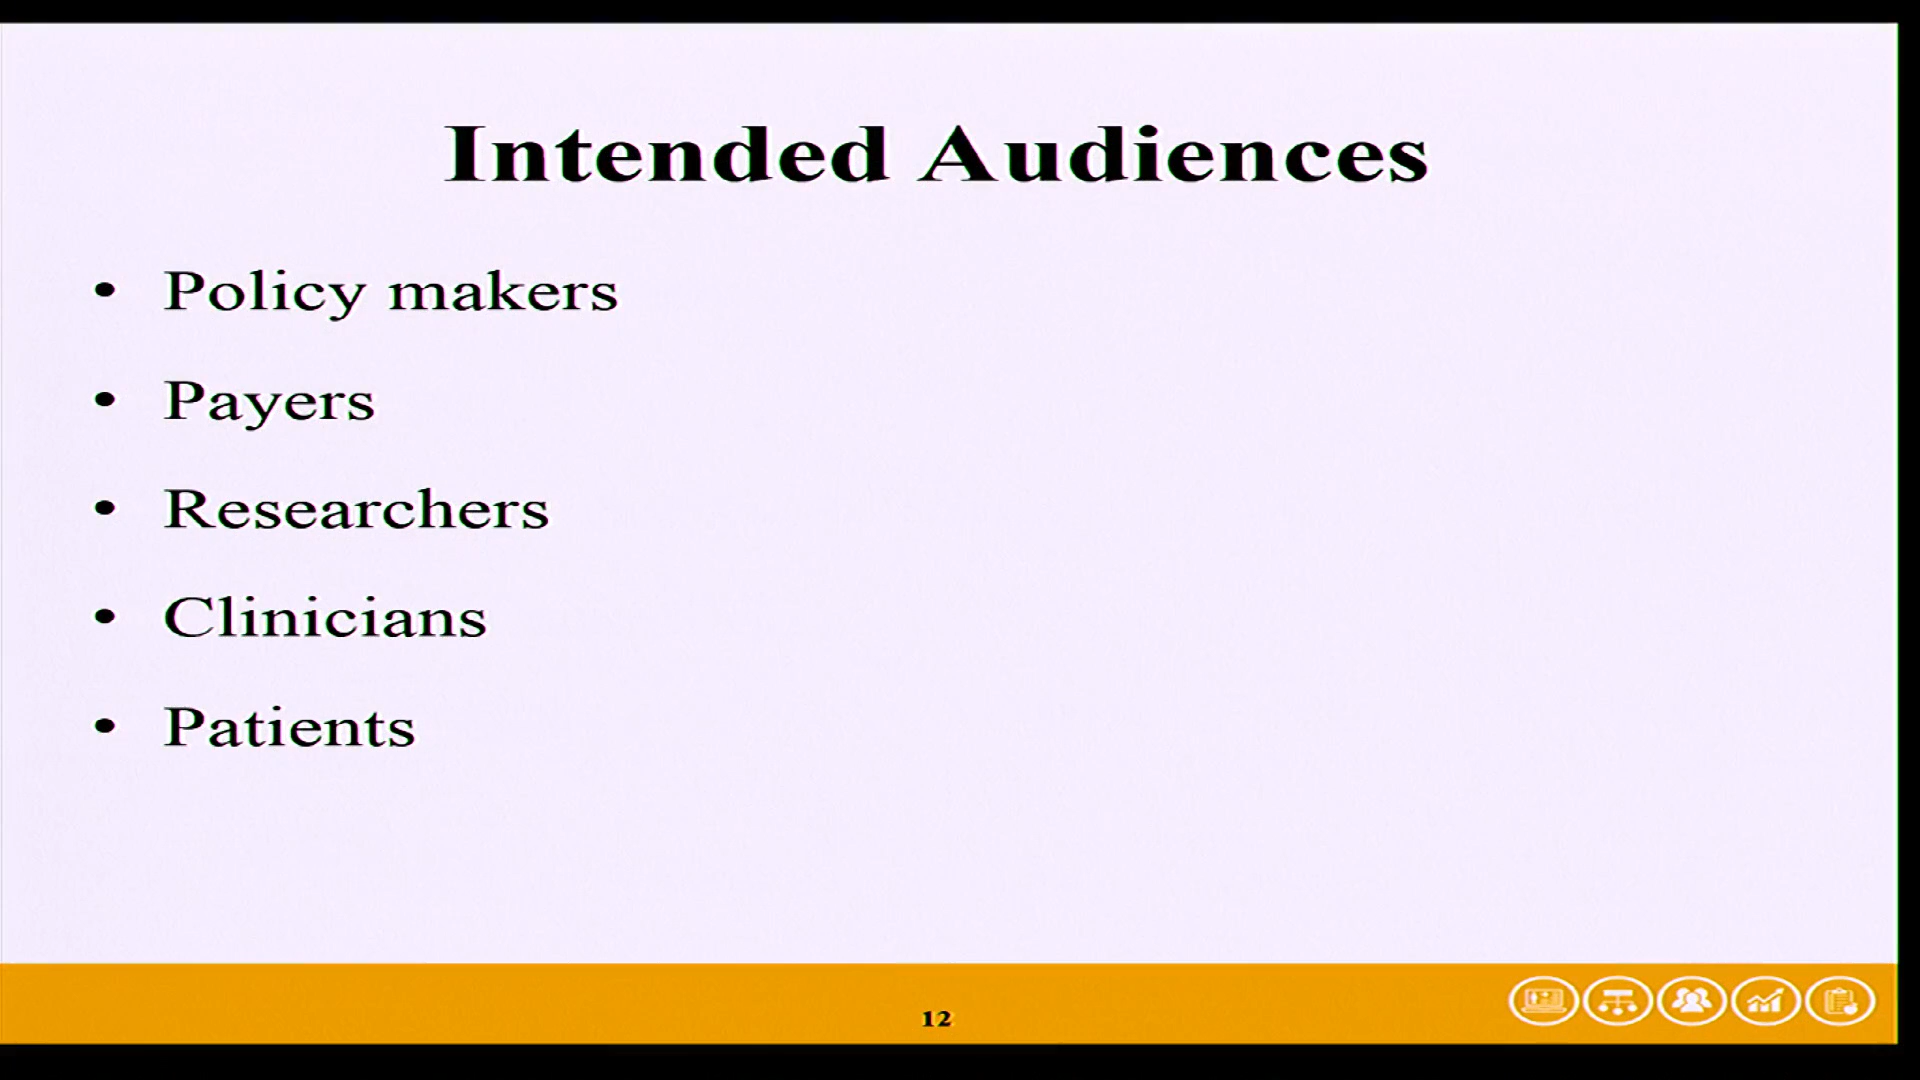 Intended Audiences
• Policy makers
• Payers
• Researchers
• Clinicians
• Patients
12